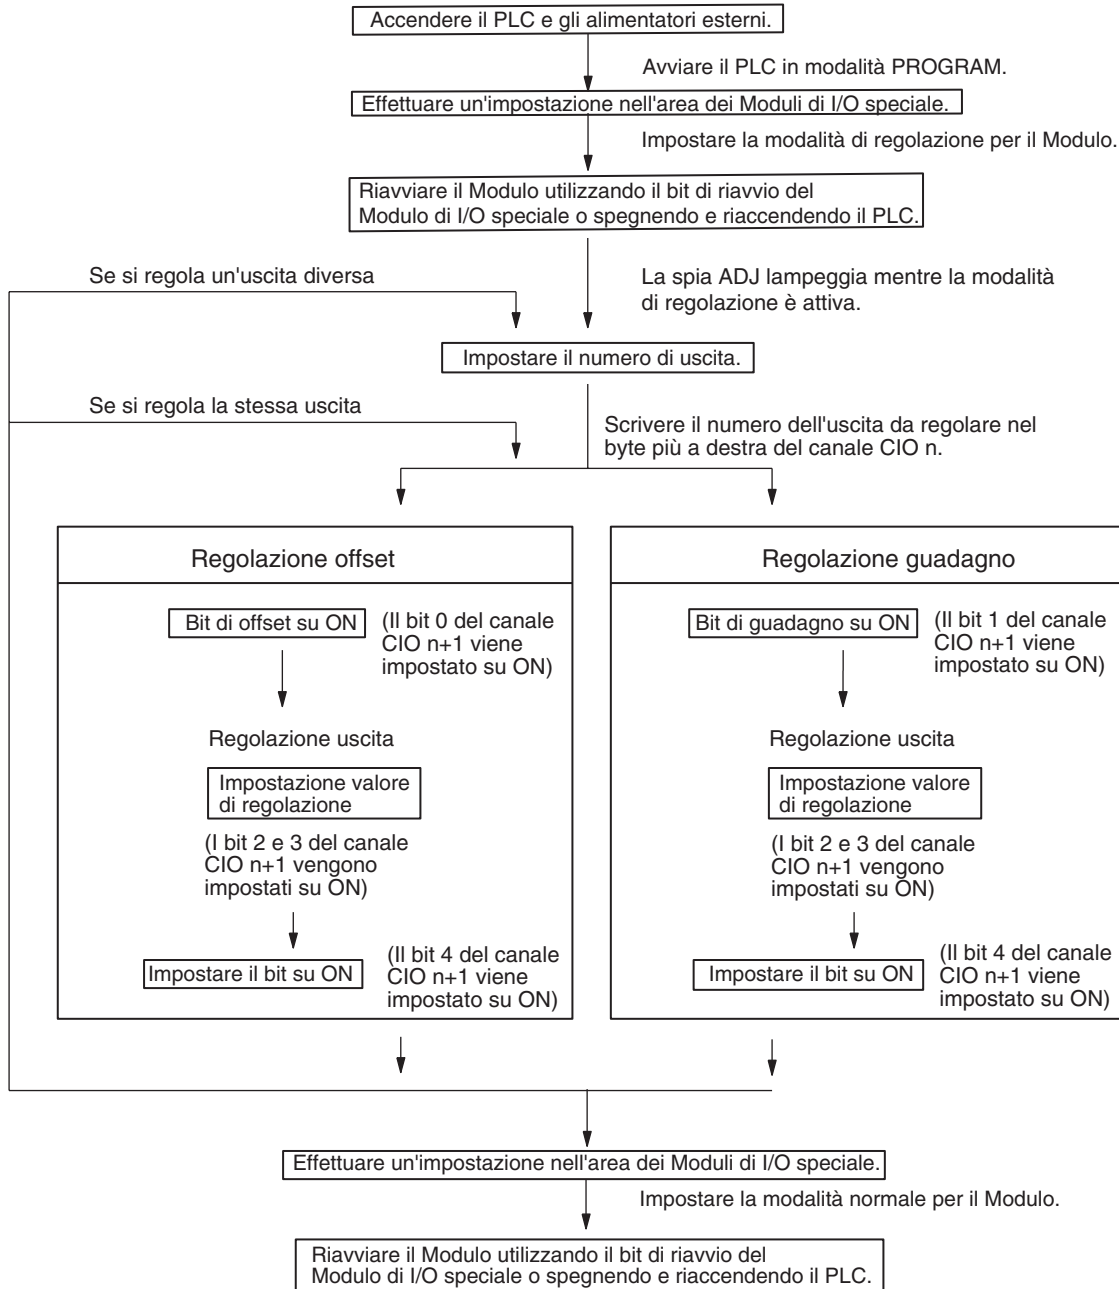 Accendere il PLC e gli alimentatori esterni.
Avviare il PLC in modalità PROGRAM.
Effettuare un'impostazione nell'area dei Moduli di I/O speciale.
Impostare la modalità di regolazione per il Modulo.
Riavviare il Modulo utilizzando il bit di riavvio del
Modulo di I/O speciale o spegnendo e riaccendendo il PLC.
Se si regola un'uscita diversa
La spia ADJ lampeggia mentre la modalità
di regolazione è attiva.
Impostare il numero di uscita.
Se si regola la stessa uscita
Scrivere il numero dell'uscita da regolare nel
byte più a destra del canale CIO n.
Regolazione offset
Bit di offset su ON
(Il bit 0 del canale
CIO n+1 viene
impostato su ON)
Regolazione uscita
Impostazione valore
di regolazione
(I bit 2 e 3 del canale
CIO n+1 vengono
impostati su ON)
Impostare il bit su ON
(Il bit 4 del canale
CIO n+1 viene
impostato su ON)
Regolazione guadagno
Bit di guadagno su ON
(Il bit 1 del canale
CIO n+1 viene
impostato su ON)
Regolazione uscita
Impostazione valore
di regolazione
(I bit 2 e 3 del canale
CIO n+1 vengono
impostati su ON)
Impostare il bit su ON
(Il bit 4 del canale
CIO n+1 viene
impostato su ON)
Effettuare un'impostazione nell'area dei Moduli di I/O speciale.
Impostare la modalità normale per il Modulo.
Riavviare il Modulo utilizzando il bit di riavvio del
Modulo di I/O speciale o spegnendo e riaccendendo il PLC.